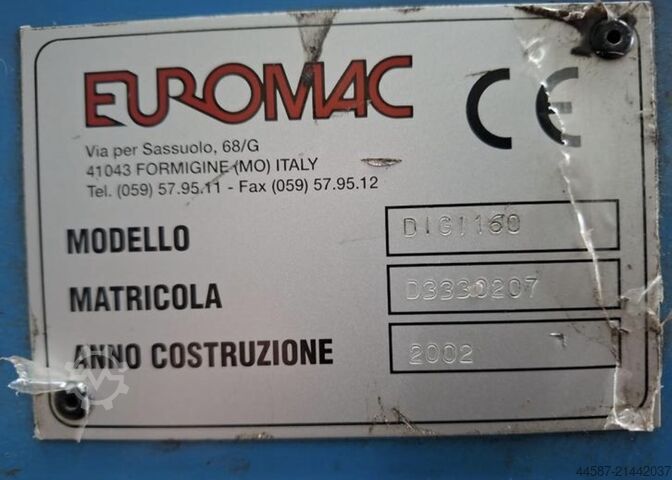 EUROMAC
CE
Via per Sassuolo, 68/G
41043 FORMIGINE (MO) ITALY
Tel. (059) 57.95.11 - Fax (059) 57.95.12
MODELLO DIGI160
MATRICOLA D3330207
ANNO COSTRUZIONE 2002
44587-21442037